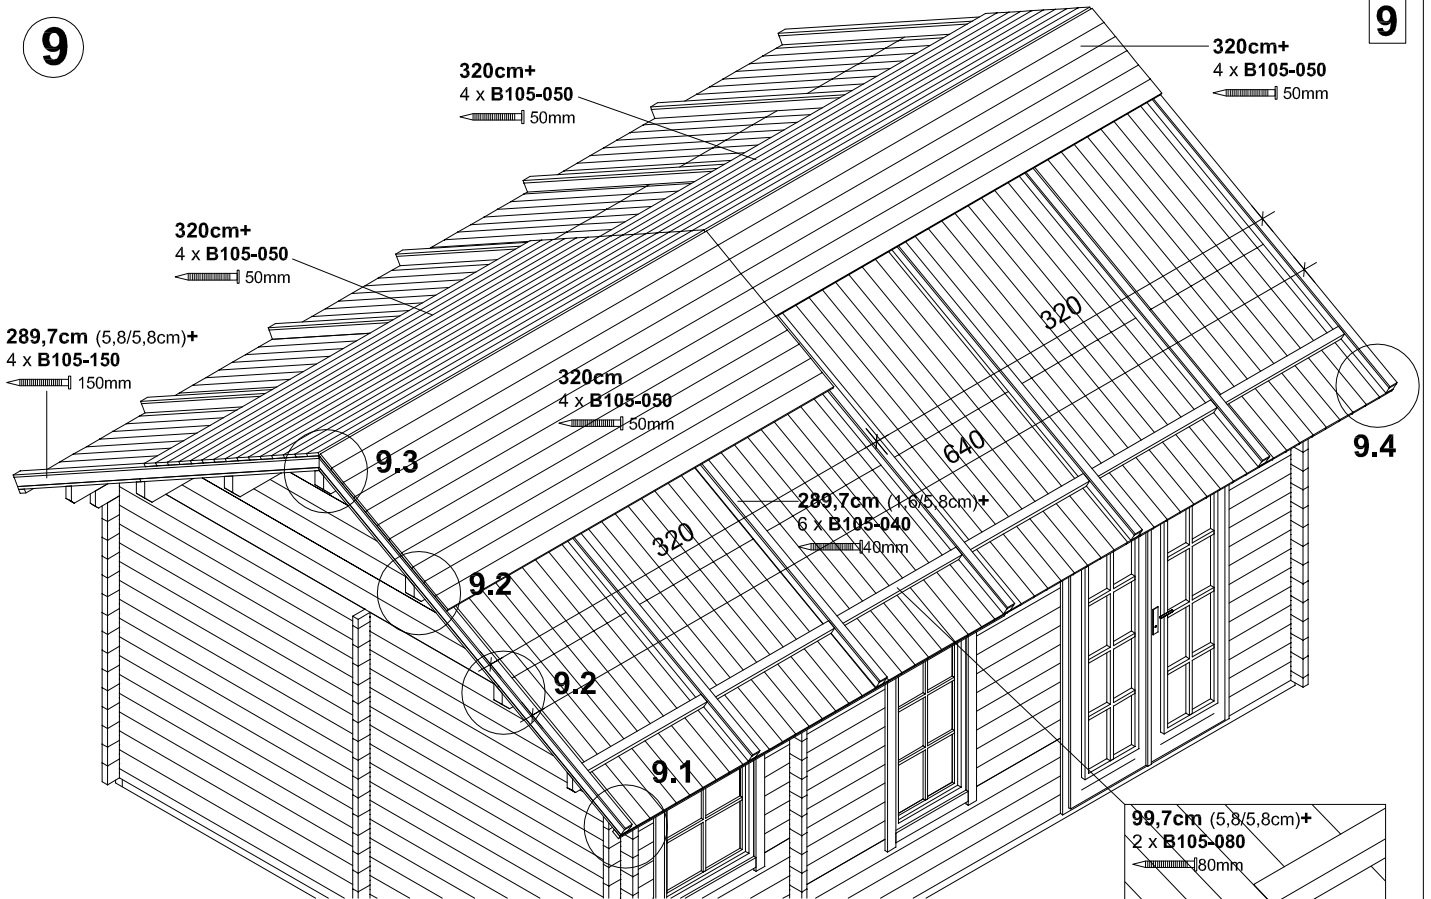 9
9
320cm+
4 x B105-050
50mm
320cm+
4 x B105-050
50mm
320cm+
4 x B105-050
50mm
289,7cm (5,8/5,8cm)+
4 x B105-150
150mm
320cm
4 x B105-050
50mm
320
640
9.3
9.4
289,7cm (1,6/5,8cm)+
6 x B105-040
40mm
320
9.2
9.2
9.1
99,7cm (5,8/5,8cm)+
2 x B105-080
80mm